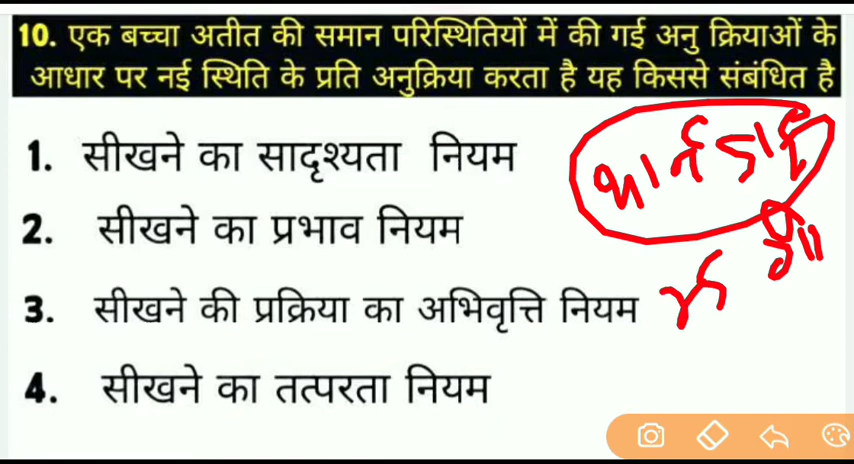 10. एक बच्चा अतीत की समान परिस्थितियों में की गई अनु क्रियाओं के
आधार पर नई स्थिति के प्रति अनुक्रिया करता है यह किससे संबंधित है
1. सीखने का सादृश्यता नियम
2. सीखने का प्रभाव नियम
3. सीखने की प्रक्रिया का अभिवृत्ति नियम
4. सीखने का तत्परता नियम